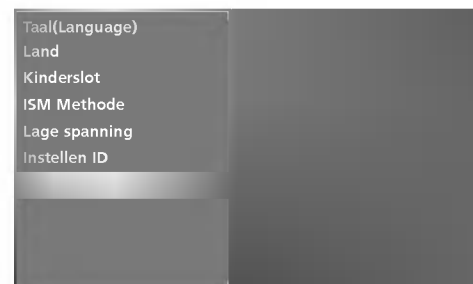 Taal(Language)
Land
Kinderslot
ISM Methode
Lage spanning
Instellen ID